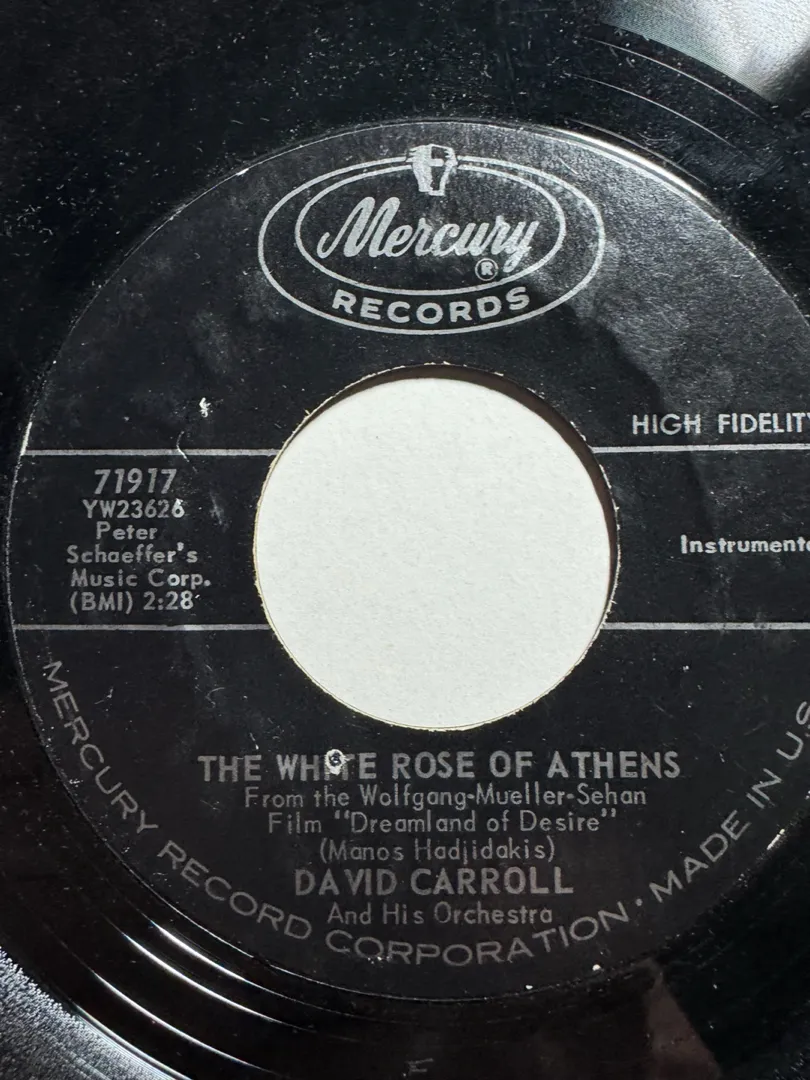 Mercury
®
RECORDS
HIGH FIDELITY
71917
YW23626
Peter
Schaeffer's
Music Corp.
(BMI) 2:28
Instrumenta
THE WHITE ROSE OF ATHENS
From the Wolfgang-Mueller-Sehan
Film "Dreamland of Desire"
(Manos Hadjidakis)
DAVID CARROLL
And His Orchestra
MERCURY RECORD CORPORATION • MADE IN U.S.